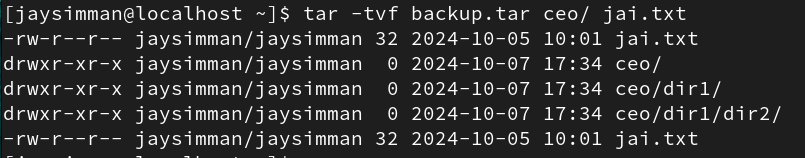 [jaysimman@localhost ~]$ tar -tvf backup.tar ceo/ jai.txt
-rw-r--r-- jaysimman/jaysimman 32 2024-10-05 10:01 jai.txt
drwxr-xr-x jaysimman/jaysimman  0 2024-10-07 17:34 ceo/
drwxr-xr-x jaysimman/jaysimman  0 2024-10-07 17:34 ceo/dir1/
drwxr-xr-x jaysimman/jaysimman  0 2024-10-07 17:34 ceo/dir1/dir2/
-rw-r--r-- jaysimman/jaysimman 32 2024-10-05 10:01 jai.txt